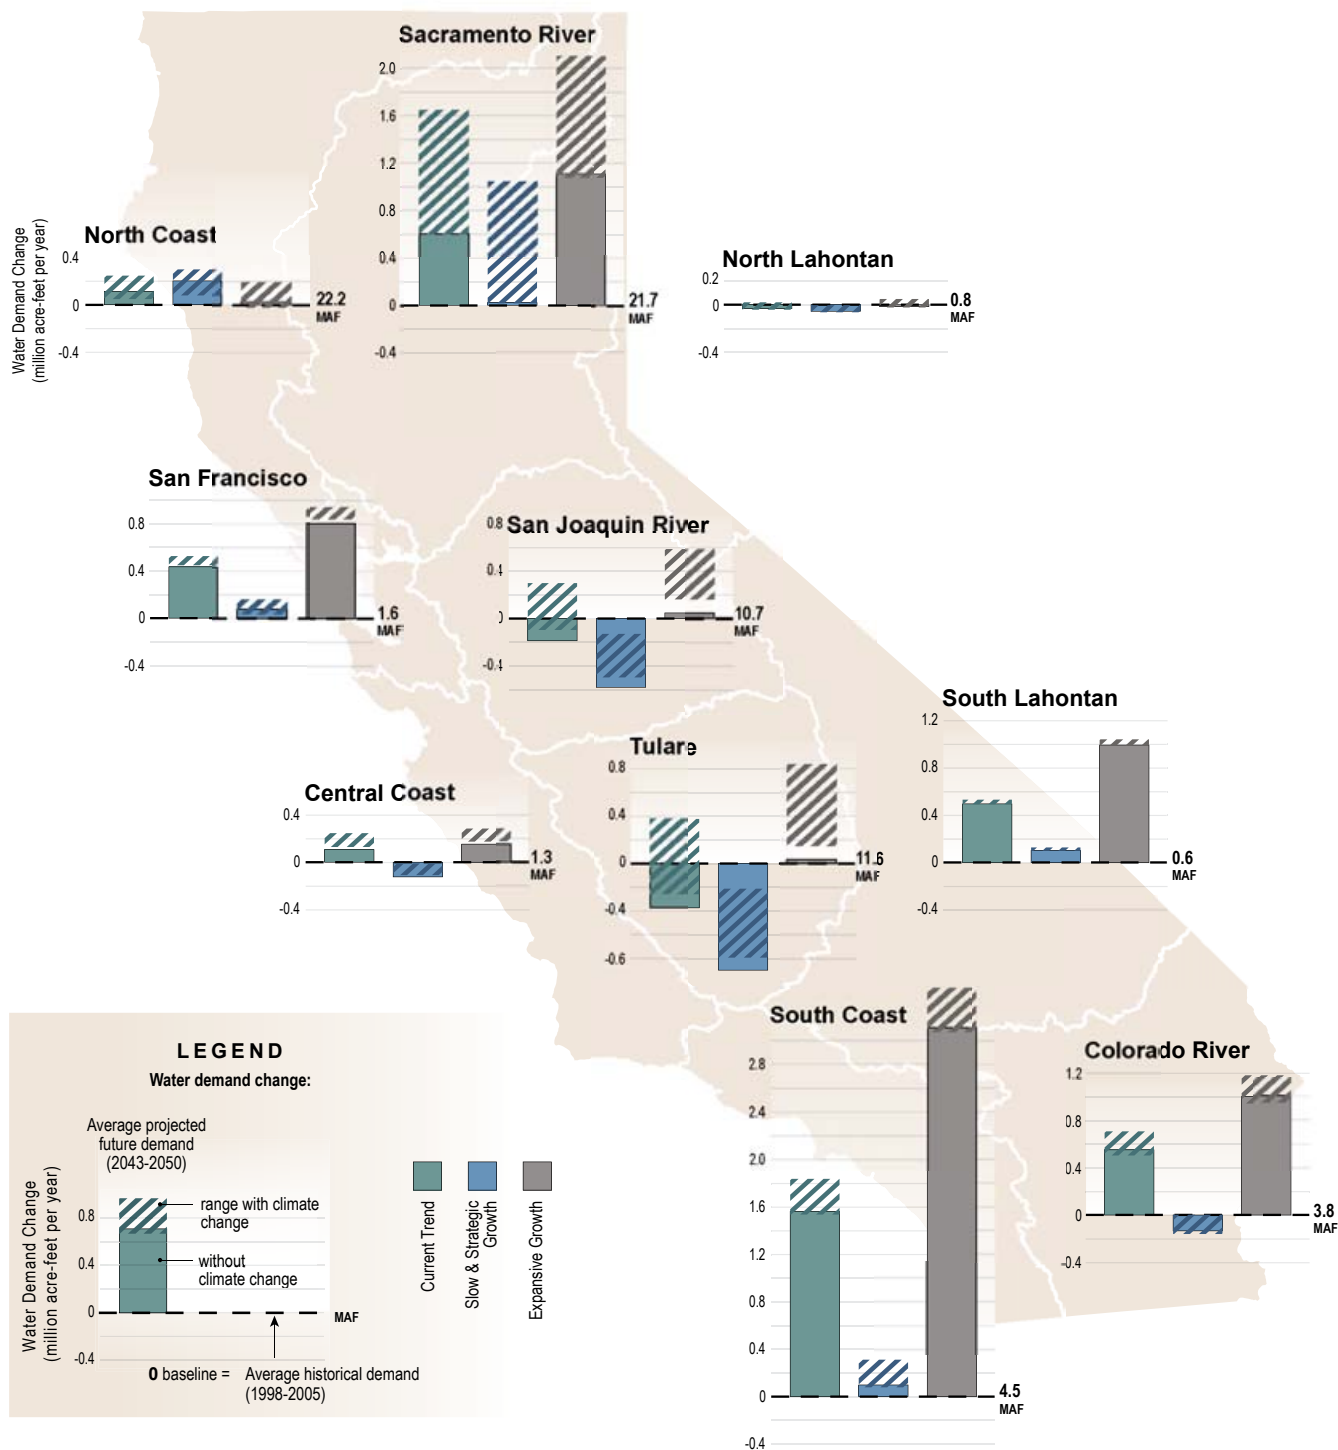 Sacramento River
2.0
1.6
1.2
0.8
0.4
0
-0.4
21.7
MAF
Water Demand Change
(million acre-feet per year)
North Coast
0.4
0
-0.4
22.2
MAF
North Lahontan
0.2
0
-0.4
0.8
MAF
San Francisco
0.8
0.4
0
-0.4
1.6
MAF
San Joaquin River
0.8
0.4
0
-0.4
10.7
MAF
South Lahontan
1.2
0.8
0.4
0
-0.4
0.6
MAF
Tulare
0.8
0.4
0
-0.4
-0.6
11.6
MAF
Central Coast
0.4
0
-0.4
1.3
MAF
South Coast
2.8
2.4
2.0
1.6
1.2
0.8
0.4
0
-0.4
4.5
MAF
Colorado River
1.2
0.8
0.4
0
-0.4
3.8
MAF
LEGEND
Water demand change:
Average projected
future demand
(2043-2050)
Water Demand Change
(million acre-feet per year)
0.8
0.4
0
-0.4
range with climate
change
without
climate change
MAF
0 baseline = Average historical demand
(1998-2005)
Current Trend
Slow & Strategic
Growth
Expansive Growth